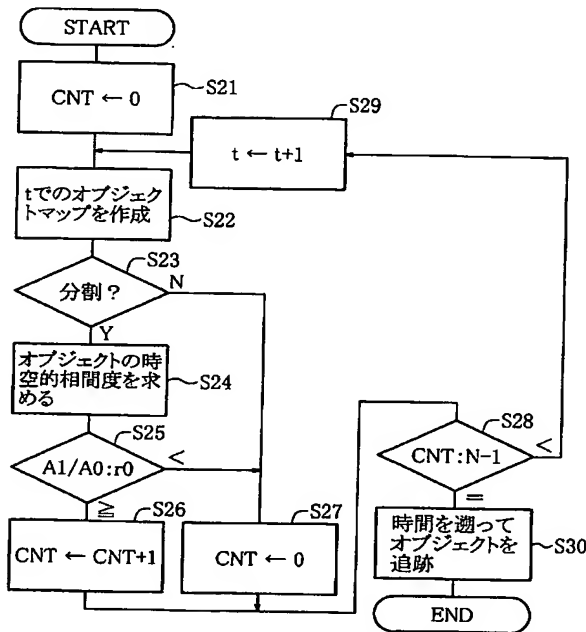 START
CNT ← 0
S21
t ← t+1
S29
tでのオブジェク
トマップを作成
S22
分割?
S23
N
Y
オブジェクトの時
空的相間度を求
める
S24
A1/A0:r0
S25
<
≧
CNT ← CNT+1
S26
CNT ← 0
S27
CNT:N-1
S28
<
=
時間を遡って
オブジェクトを
追跡
S30
END